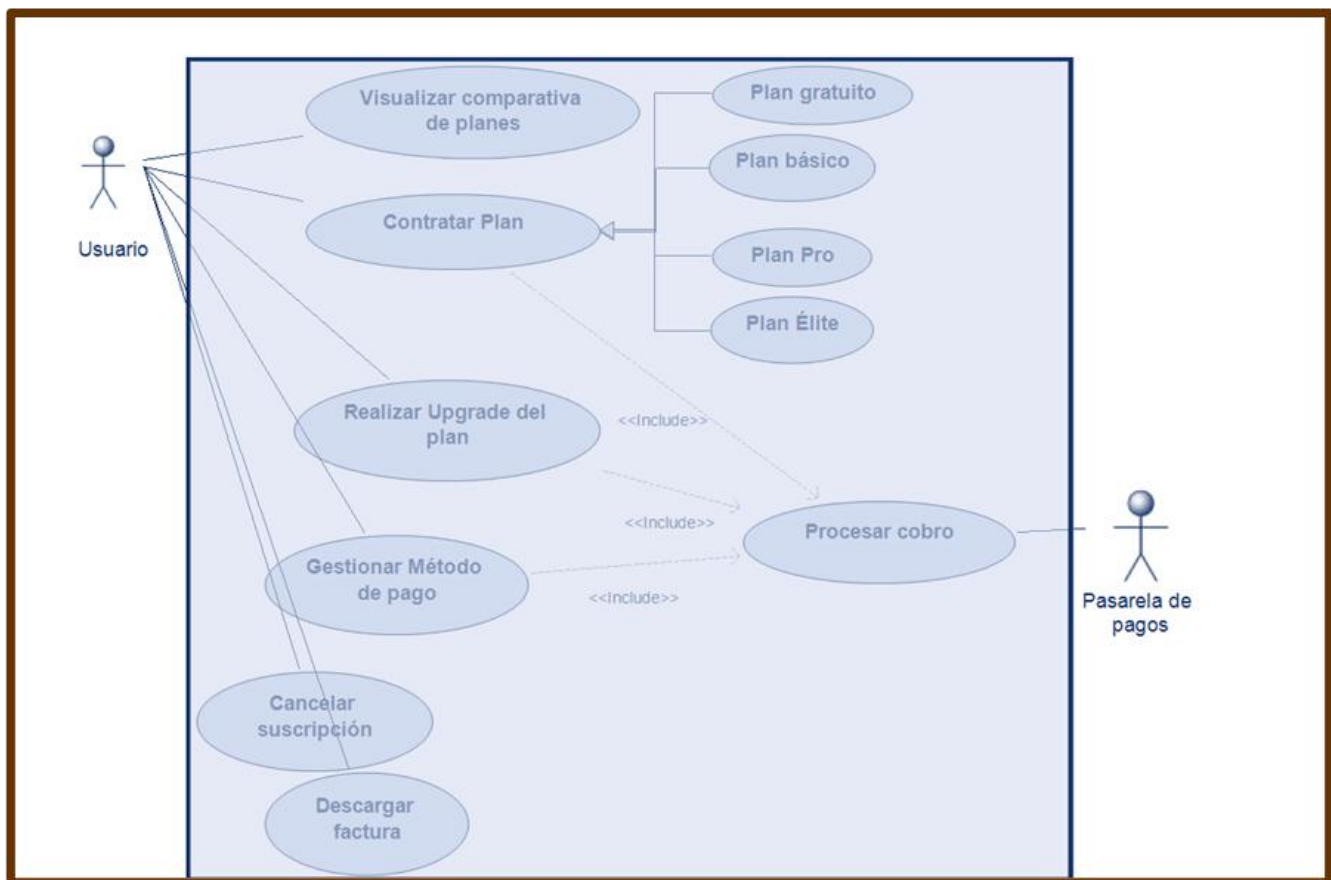 Visualizar comparativa
de planes
Plan gratuito
Plan básico
Usuario
Contratar Plan
Plan Pro
Plan Élite
Realizar Upgrade del
plan
<<Include>>
<<Include>>
Procesar cobro
Gestionar Método
de pago
<<Include>>
Pasarela de
pagos
Cancelar
suscripción
Descargar
factura